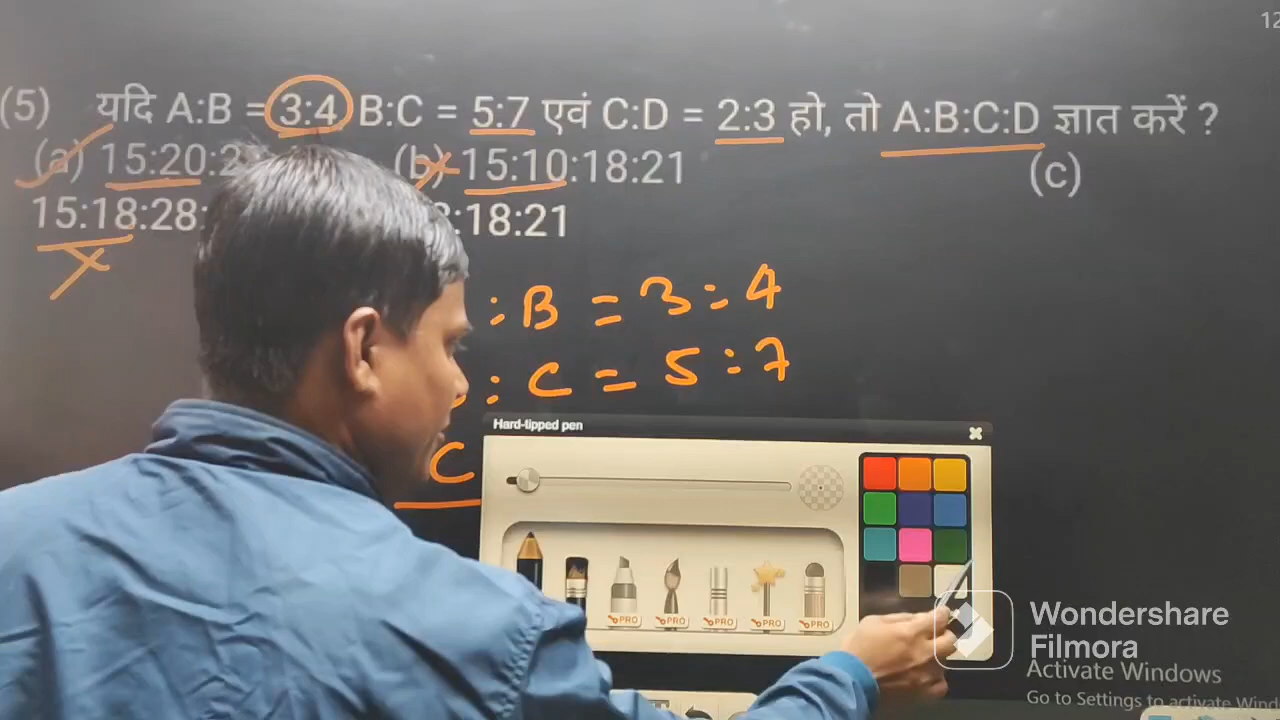 12
(5) यदि A:B = 3:4 B:C = 5:7 एवं C:D = 2:3 हो, तो A:B:C:D ज्ञात करें ?
(a) 15:20:2 (b) 15:10:18:21 (c)
15:18:28: :18:21
: B = 3:4
: C = 5:7
C
Hard-tipped pen
PRO PRO PRO PRO PRO
Wondershare
Filmora
Activate Windows
Go to Settings to activate Wind